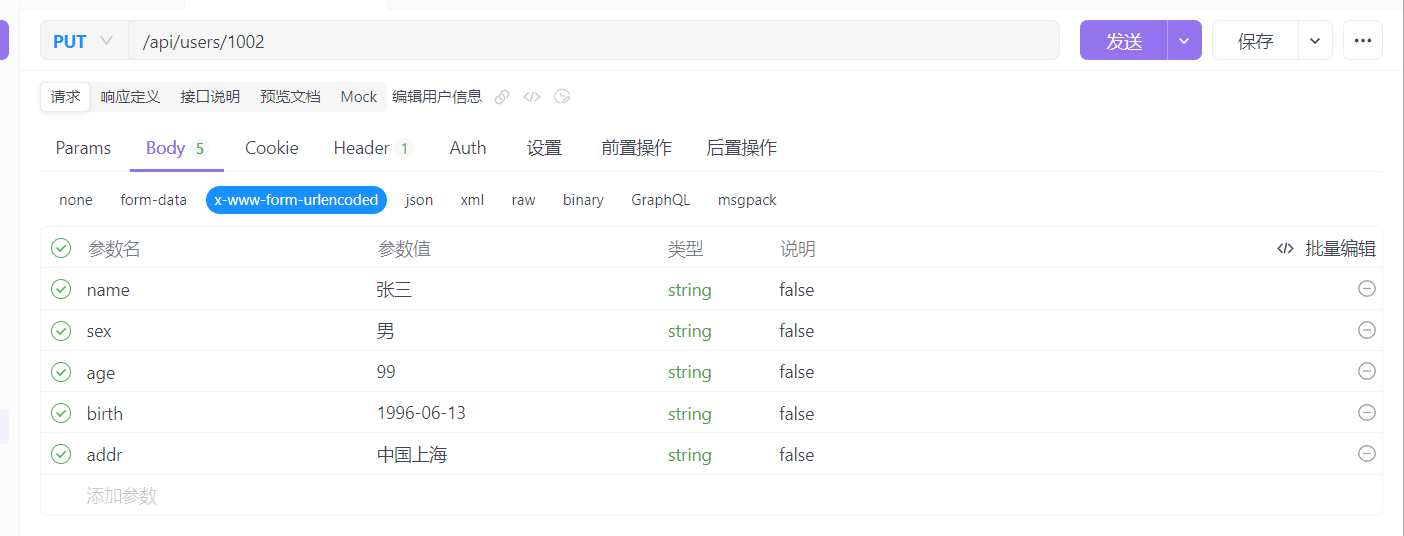 PUT /api/users/1002 发送 保存
请求 响应定义 接口说明 预览文档 Mock 编辑用户信息
Params Body 5 Cookie Header 1 Auth 设置 前置操作 后置操作
none form-data x-www-form-urlencoded json xml raw binary GraphQL msgpack
参数名 参数值 类型 说明 </> 批量编辑
name 张三 string false
sex 男 string false
age 99 string false
birth 1996-06-13 string false
addr 中国上海 string false
添加参数